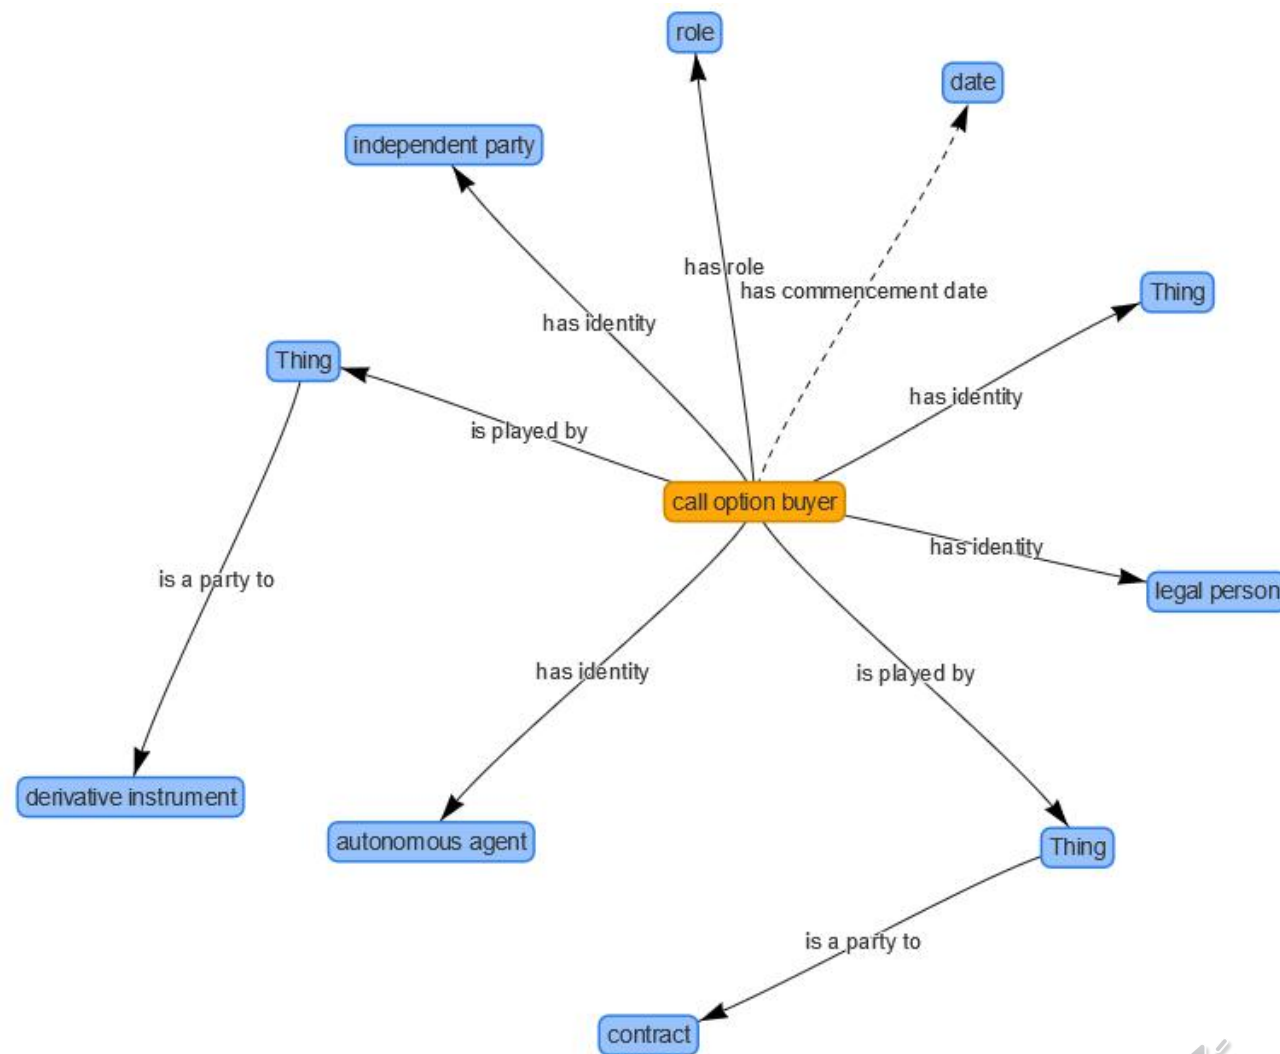 role
date
independent party
has role
has commencement date
Thing
has identity
Thing
has identity
is played by
call option buyer
has identity
legal person
is a party to
has identity
is played by
derivative instrument
autonomous agent
Thing
is a party to
contract